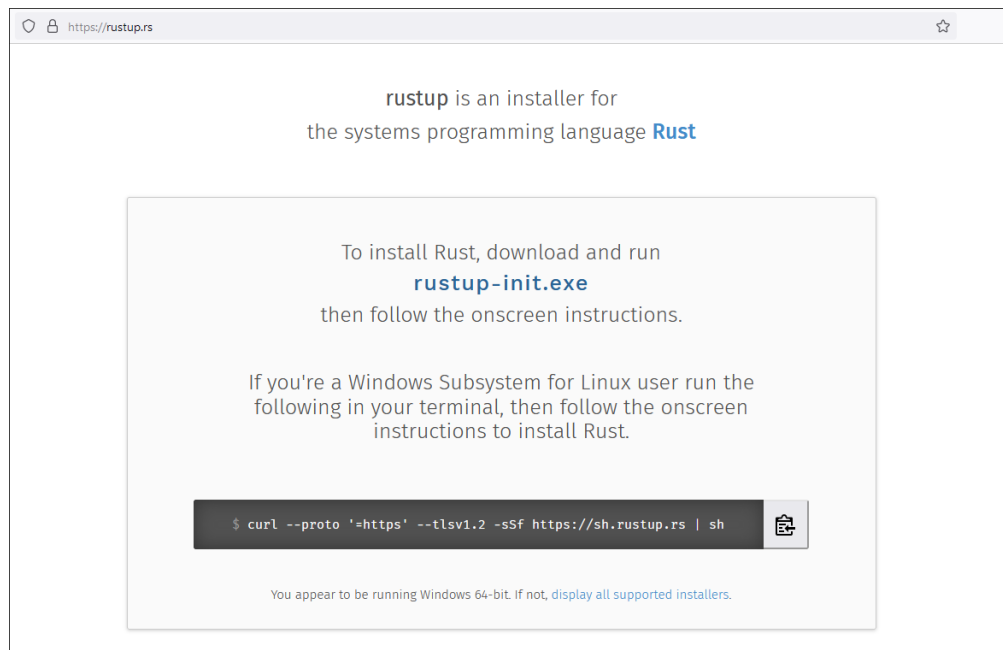 https://rustup.rs
rustup is an installer for
the systems programming language Rust
To install Rust, download and run
rustup-init.exe
then follow the onscreen instructions.
If you're a Windows Subsystem for Linux user run the
following in your terminal, then follow the onscreen
instructions to install Rust.
$ curl --proto '=https' --tlsv1.2 -sSf https://sh.rustup.rs | sh
You appear to be running Windows 64-bit. If not, display all supported installers.